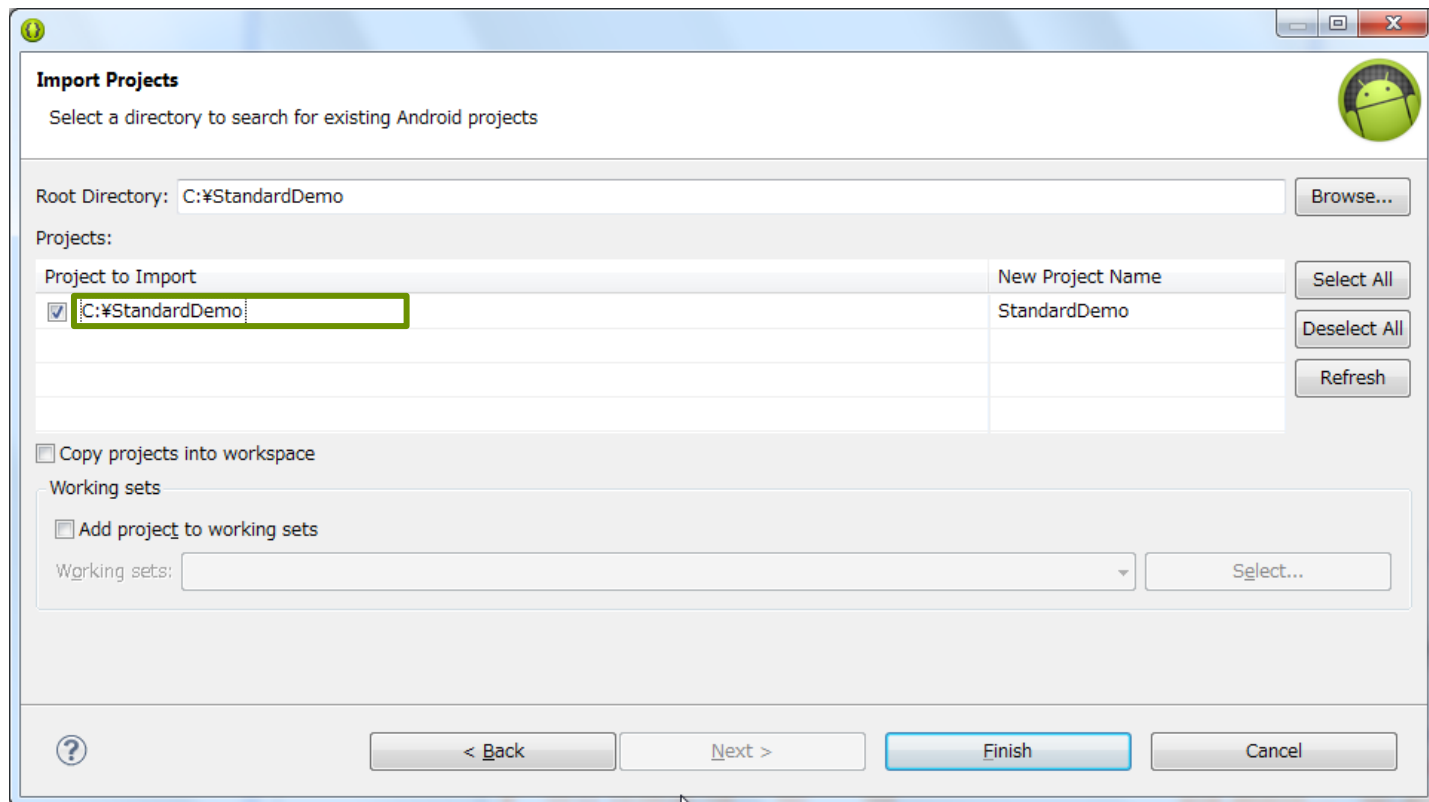 Import Projects
Select a directory to search for existing Android projects
Root Directory: C:¥StandardDemo Browse...
Projects:
Project to Import New Project Name Select All
C:¥StandardDemo StandardDemo
Deselect All
Refresh
Copy projects into workspace
Working sets
Add project to working sets
Working sets: Select...
? < Back Next > Finish Cancel